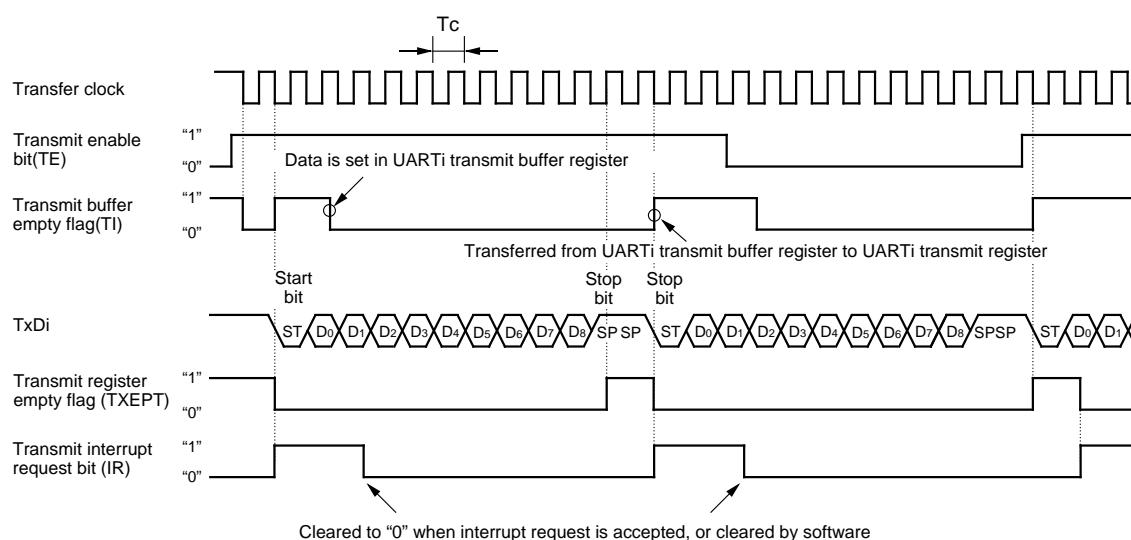 Tc
Transfer clock
Transmit enable
bit(TE)
“1”
“0”
Data is set in UARTi transmit buffer register
Transmit buffer
empty flag(TI)
“1”
“0”
Transferred from UARTi transmit buffer register to UARTi transmit register
Start
bit
Stop
bit
Stop
bit
TxDi
ST D0 D1 D2 D3 D4 D5 D6 D7 D8 SP SP ST D0 D1 D2 D3 D4 D5 D6 D7 D8 SPSP ST D0 D1
Transmit register
empty flag (TXEPT)
“1”
“0”
Transmit interrupt
request bit (IR)
“1”
“0”
Cleared to “0” when interrupt request is accepted, or cleared by software